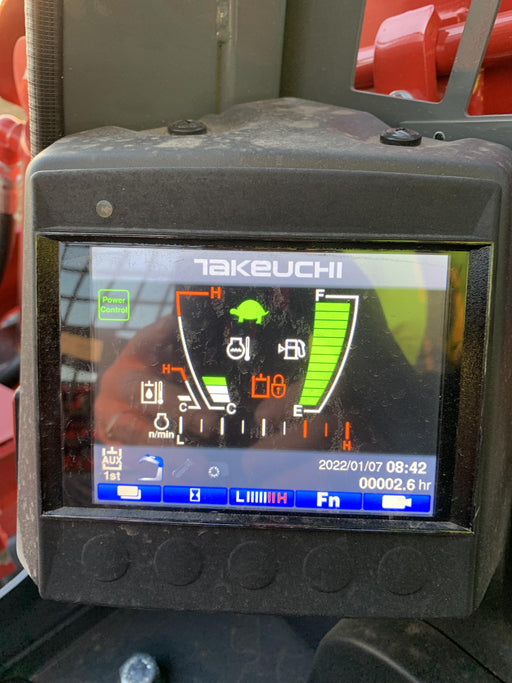 TAKEUCHI
H
F
Power
Control
H
C
C
E
n/min
L
H
AUX
1st
2022/01/07 08:42
00002.6 hr
L H
Fn